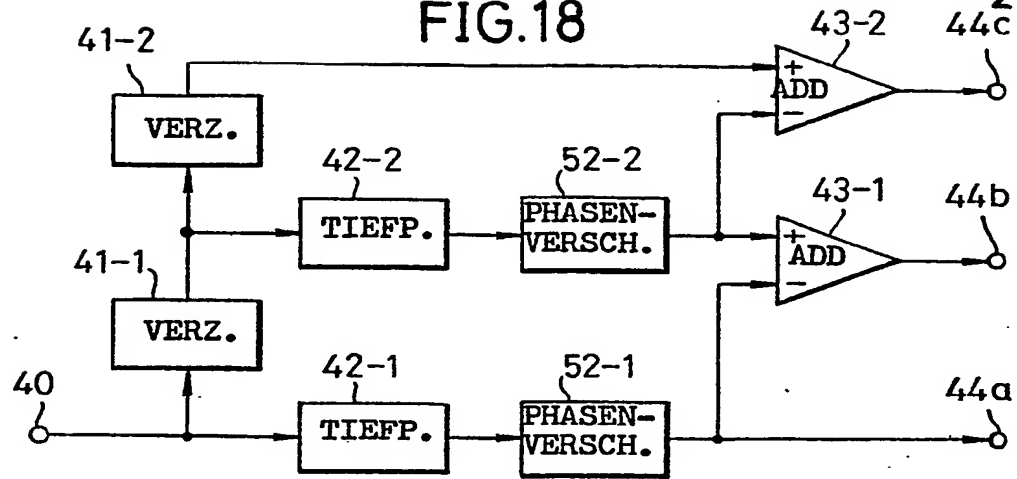 FIG.18
2
41-2
43-2
44c
VERZ.
+
ADD
−
42-2
52-2
43-1
44b
TIEFP.
PHASEN-
VERSCH.
+
ADD
−
41-1
VERZ.
40
42-1
52-1
44a
TIEFP.
PHASEN-
VERSCH.